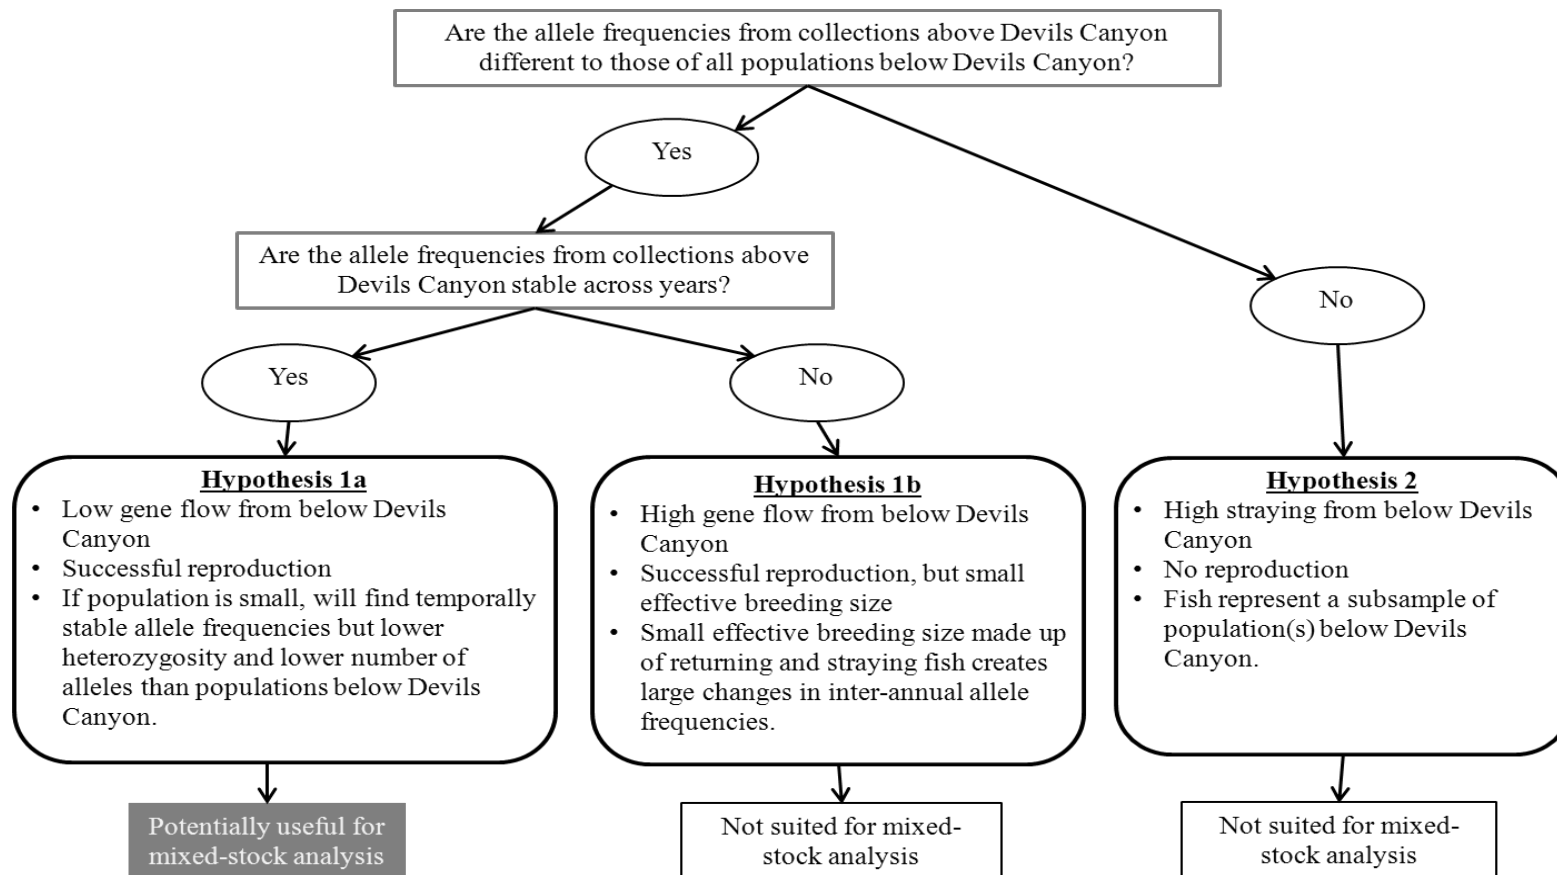 Are the allele frequencies from collections above Devils Canyon
different to those of all populations below Devils Canyon?
Yes
Are the allele frequencies from collections above
Devils Canyon stable across years?
No
Yes
No
Hypothesis 1a
• Low gene flow from below Devils
Canyon
• Successful reproduction
• If population is small, will find temporally
stable allele frequencies but lower
heterozygosity and lower number of
alleles than populations below Devils
Canyon.
Hypothesis 1b
• High gene flow from below Devils
Canyon
• Successful reproduction, but small
effective breeding size
• Small effective breeding size made up
of returning and straying fish creates
large changes in inter-annual allele
frequencies.
Hypothesis 2
• High straying from below Devils
Canyon
• No reproduction
• Fish represent a subsample of
population(s) below Devils
Canyon.
Potentially useful for
mixed-stock analysis
Not suited for mixed-
stock analysis
Not suited for mixed-
stock analysis